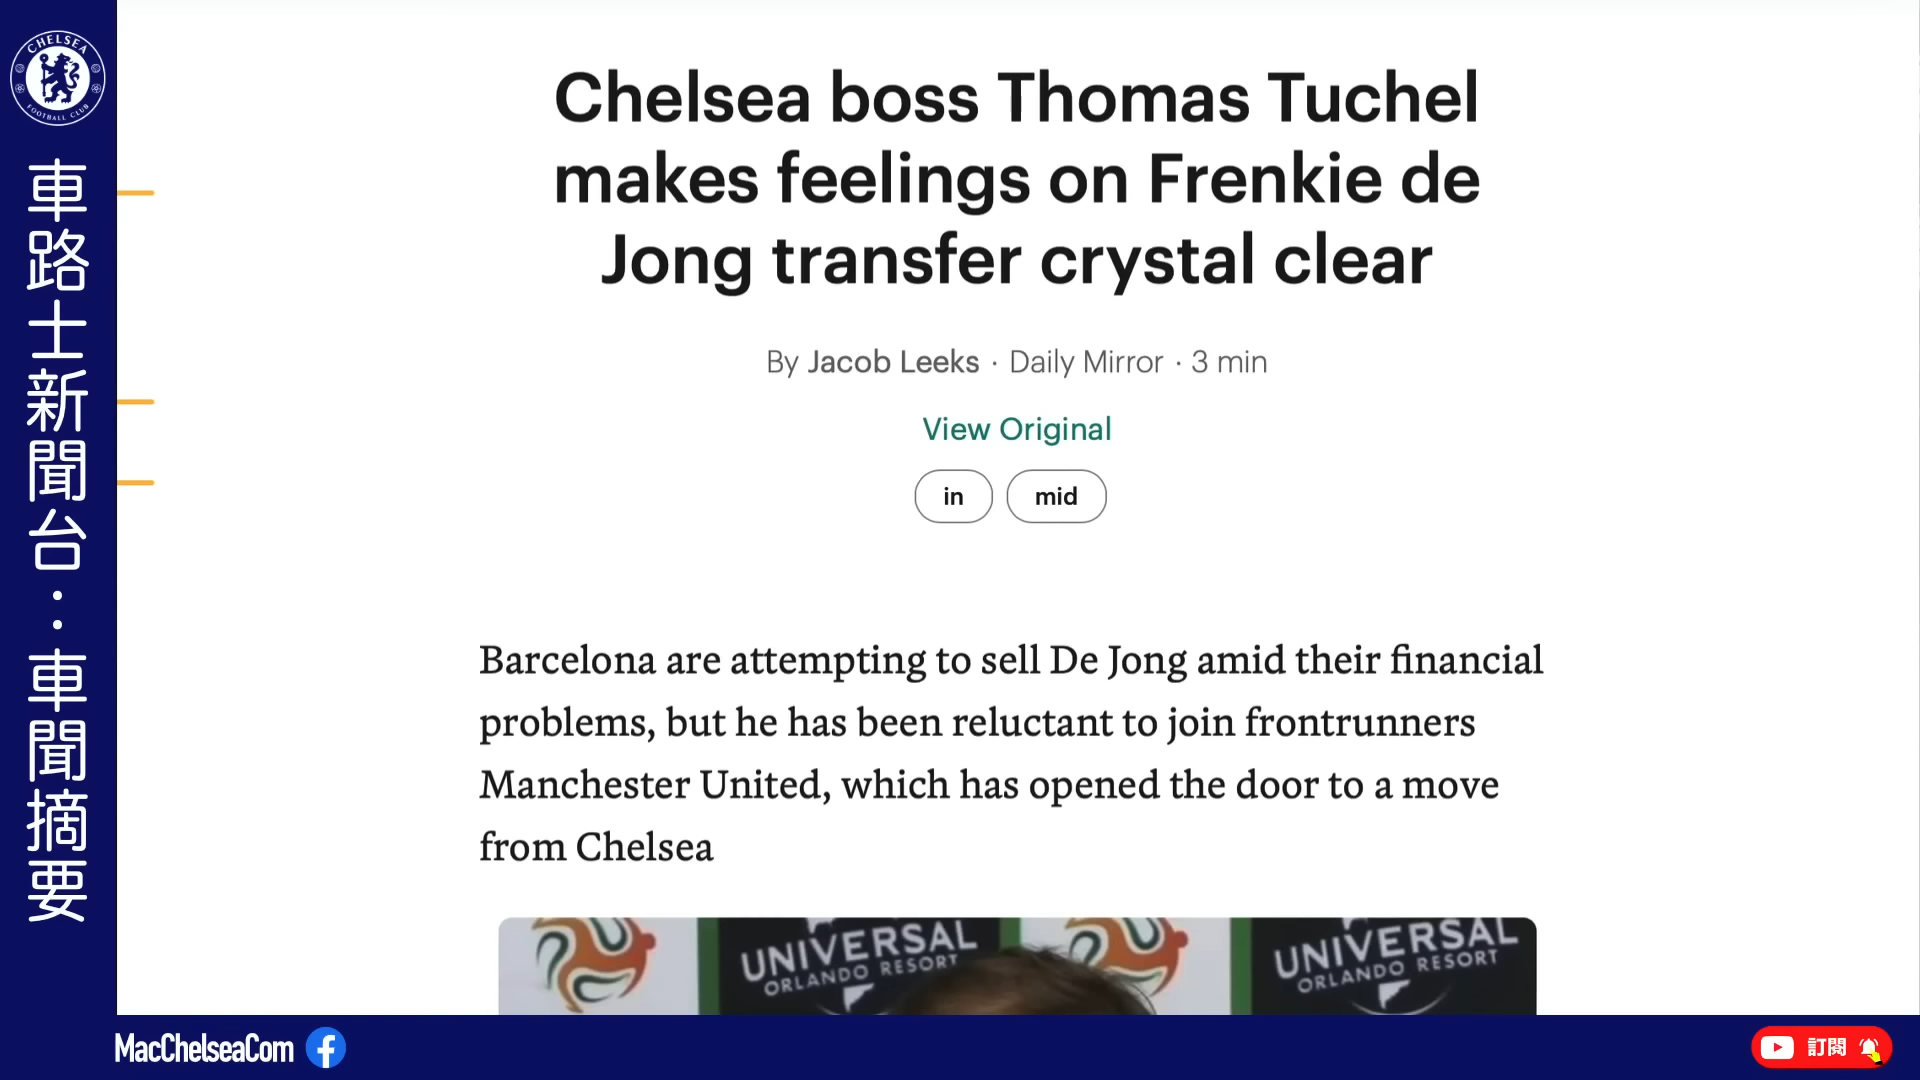 CHELSEA
FOOTBALL CLUB
車路士新聞台：車聞摘要
Chelsea boss Thomas Tuchel
makes feelings on Frenkie de
Jong transfer crystal clear
By Jacob Leeks · Daily Mirror · 3 min
View Original
in mid
Barcelona are attempting to sell De Jong amid their financial
problems, but he has been reluctant to join frontrunners
Manchester United, which has opened the door to a move
from Chelsea
UNIVERSAL
ORLANDO RESORT
UNIVERSAL
ORLANDO RESORT
MacChelseaCom
訂閱